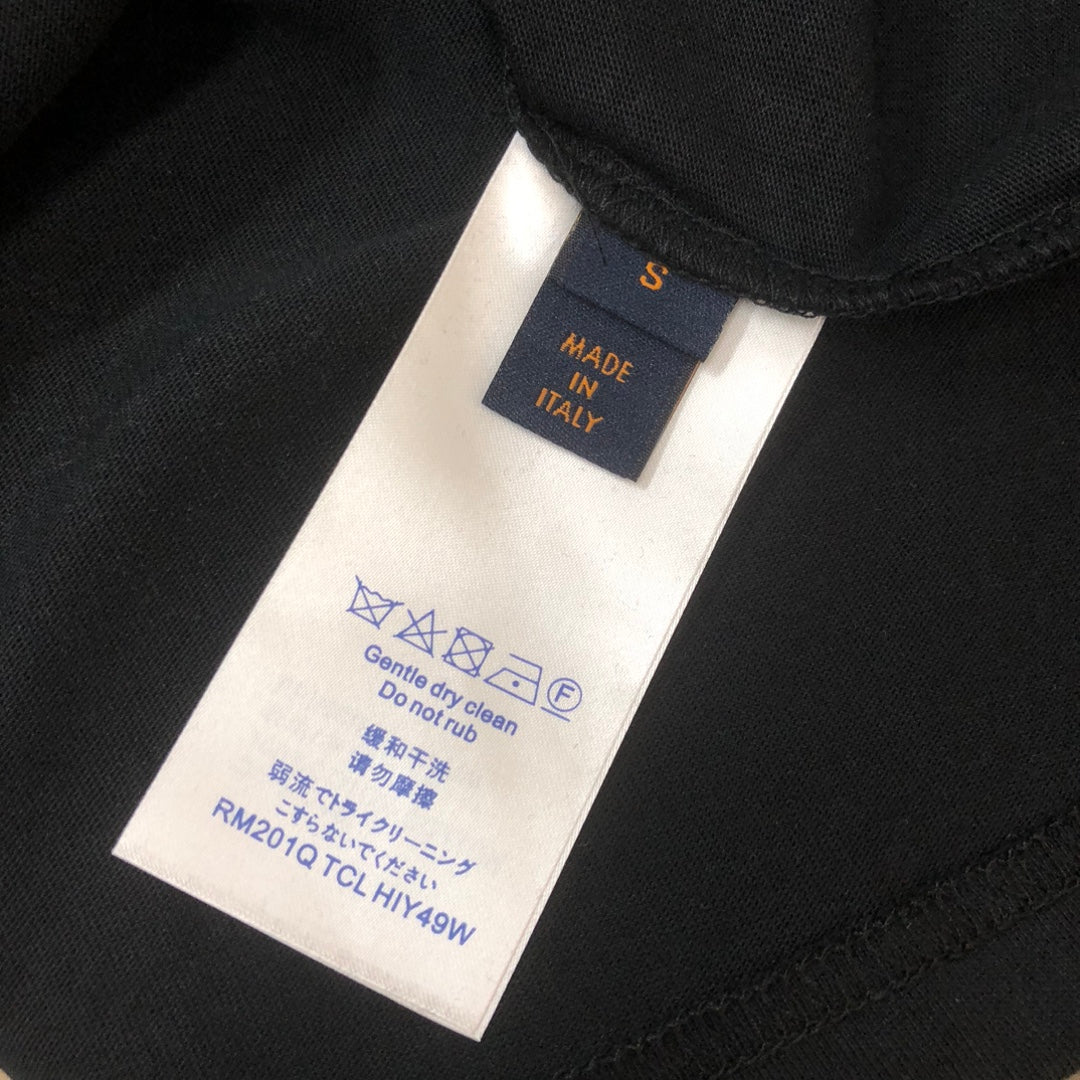 S
MADE
IN
ITALY
F
Gentle dry clean
Do not rub
缓和干洗
请勿摩擦
弱流でトライクリーニング
こすらないでください
RM201Q TCL HIY49W